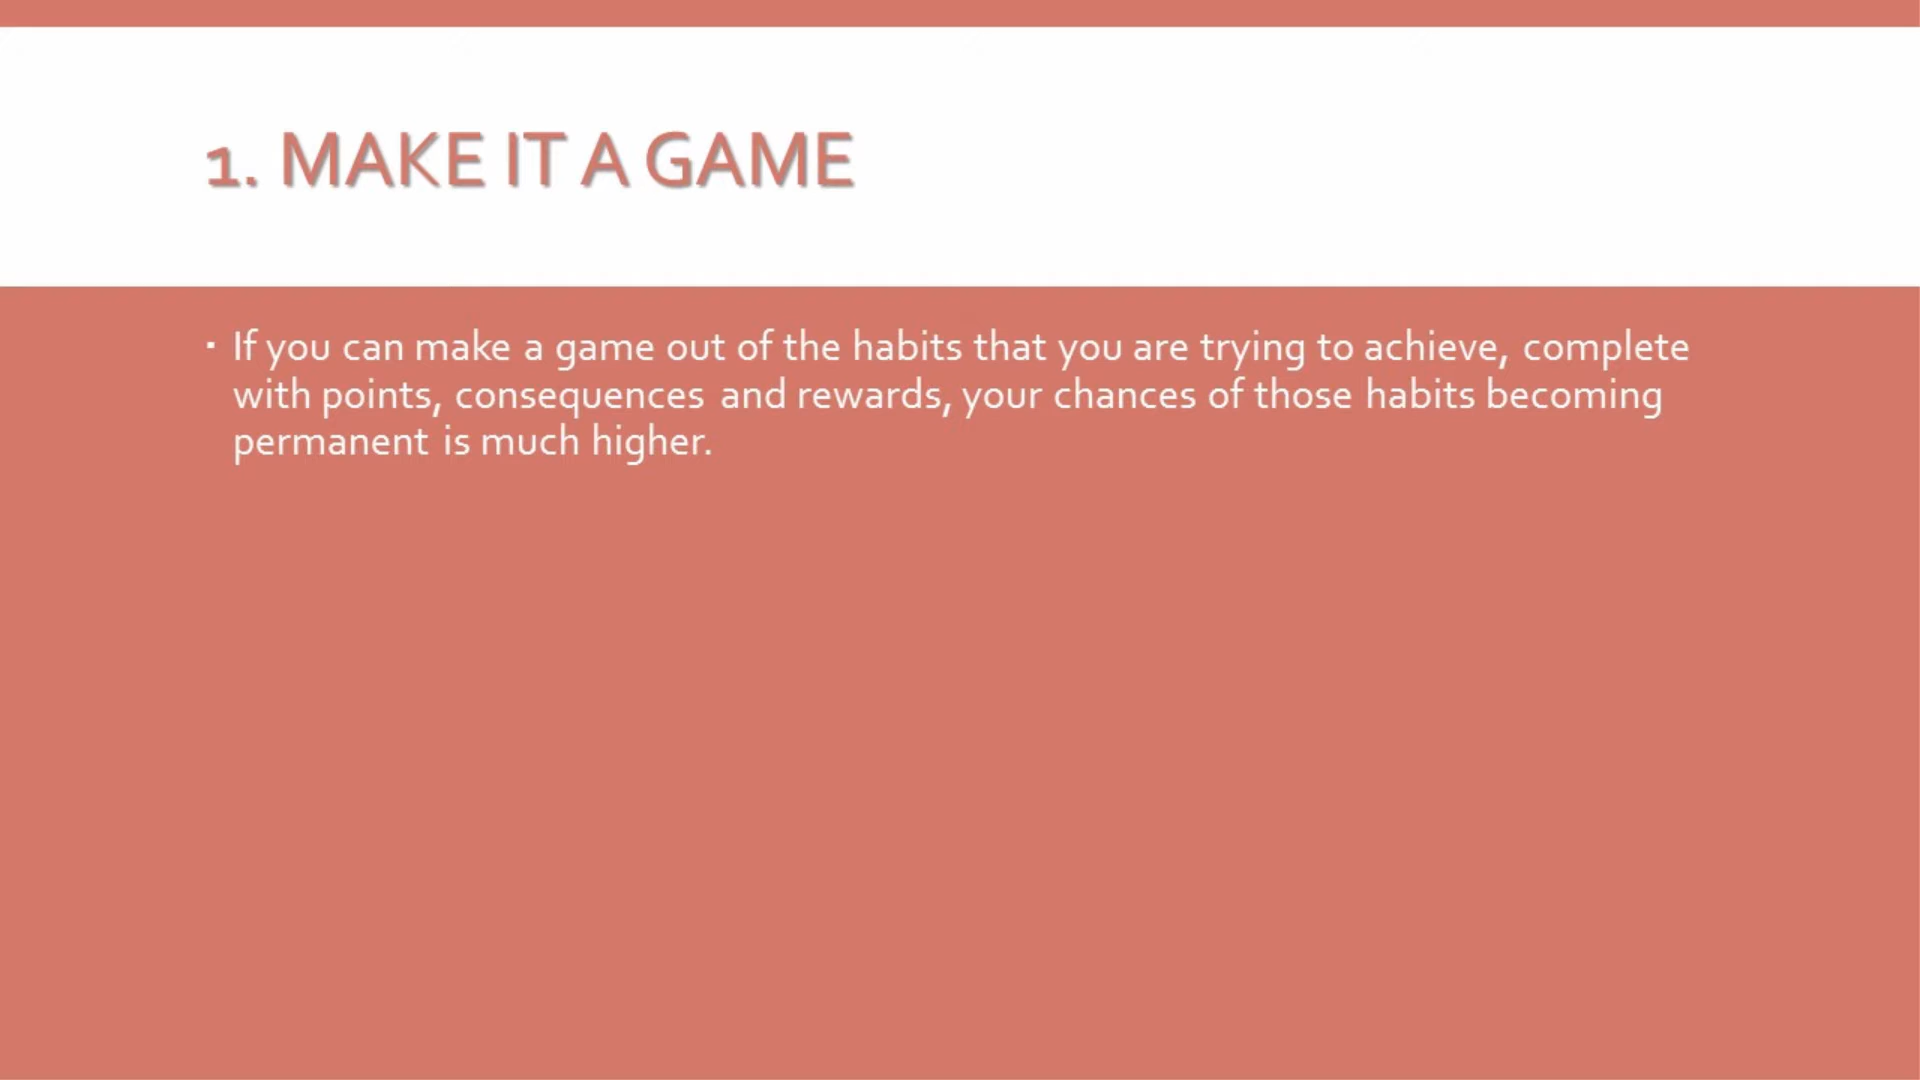 1. MAKE IT A GAME
▪ If you can make a game out of the habits that you are trying to achieve, complete
with points, consequences and rewards, your chances of those habits becoming
permanent is much higher.